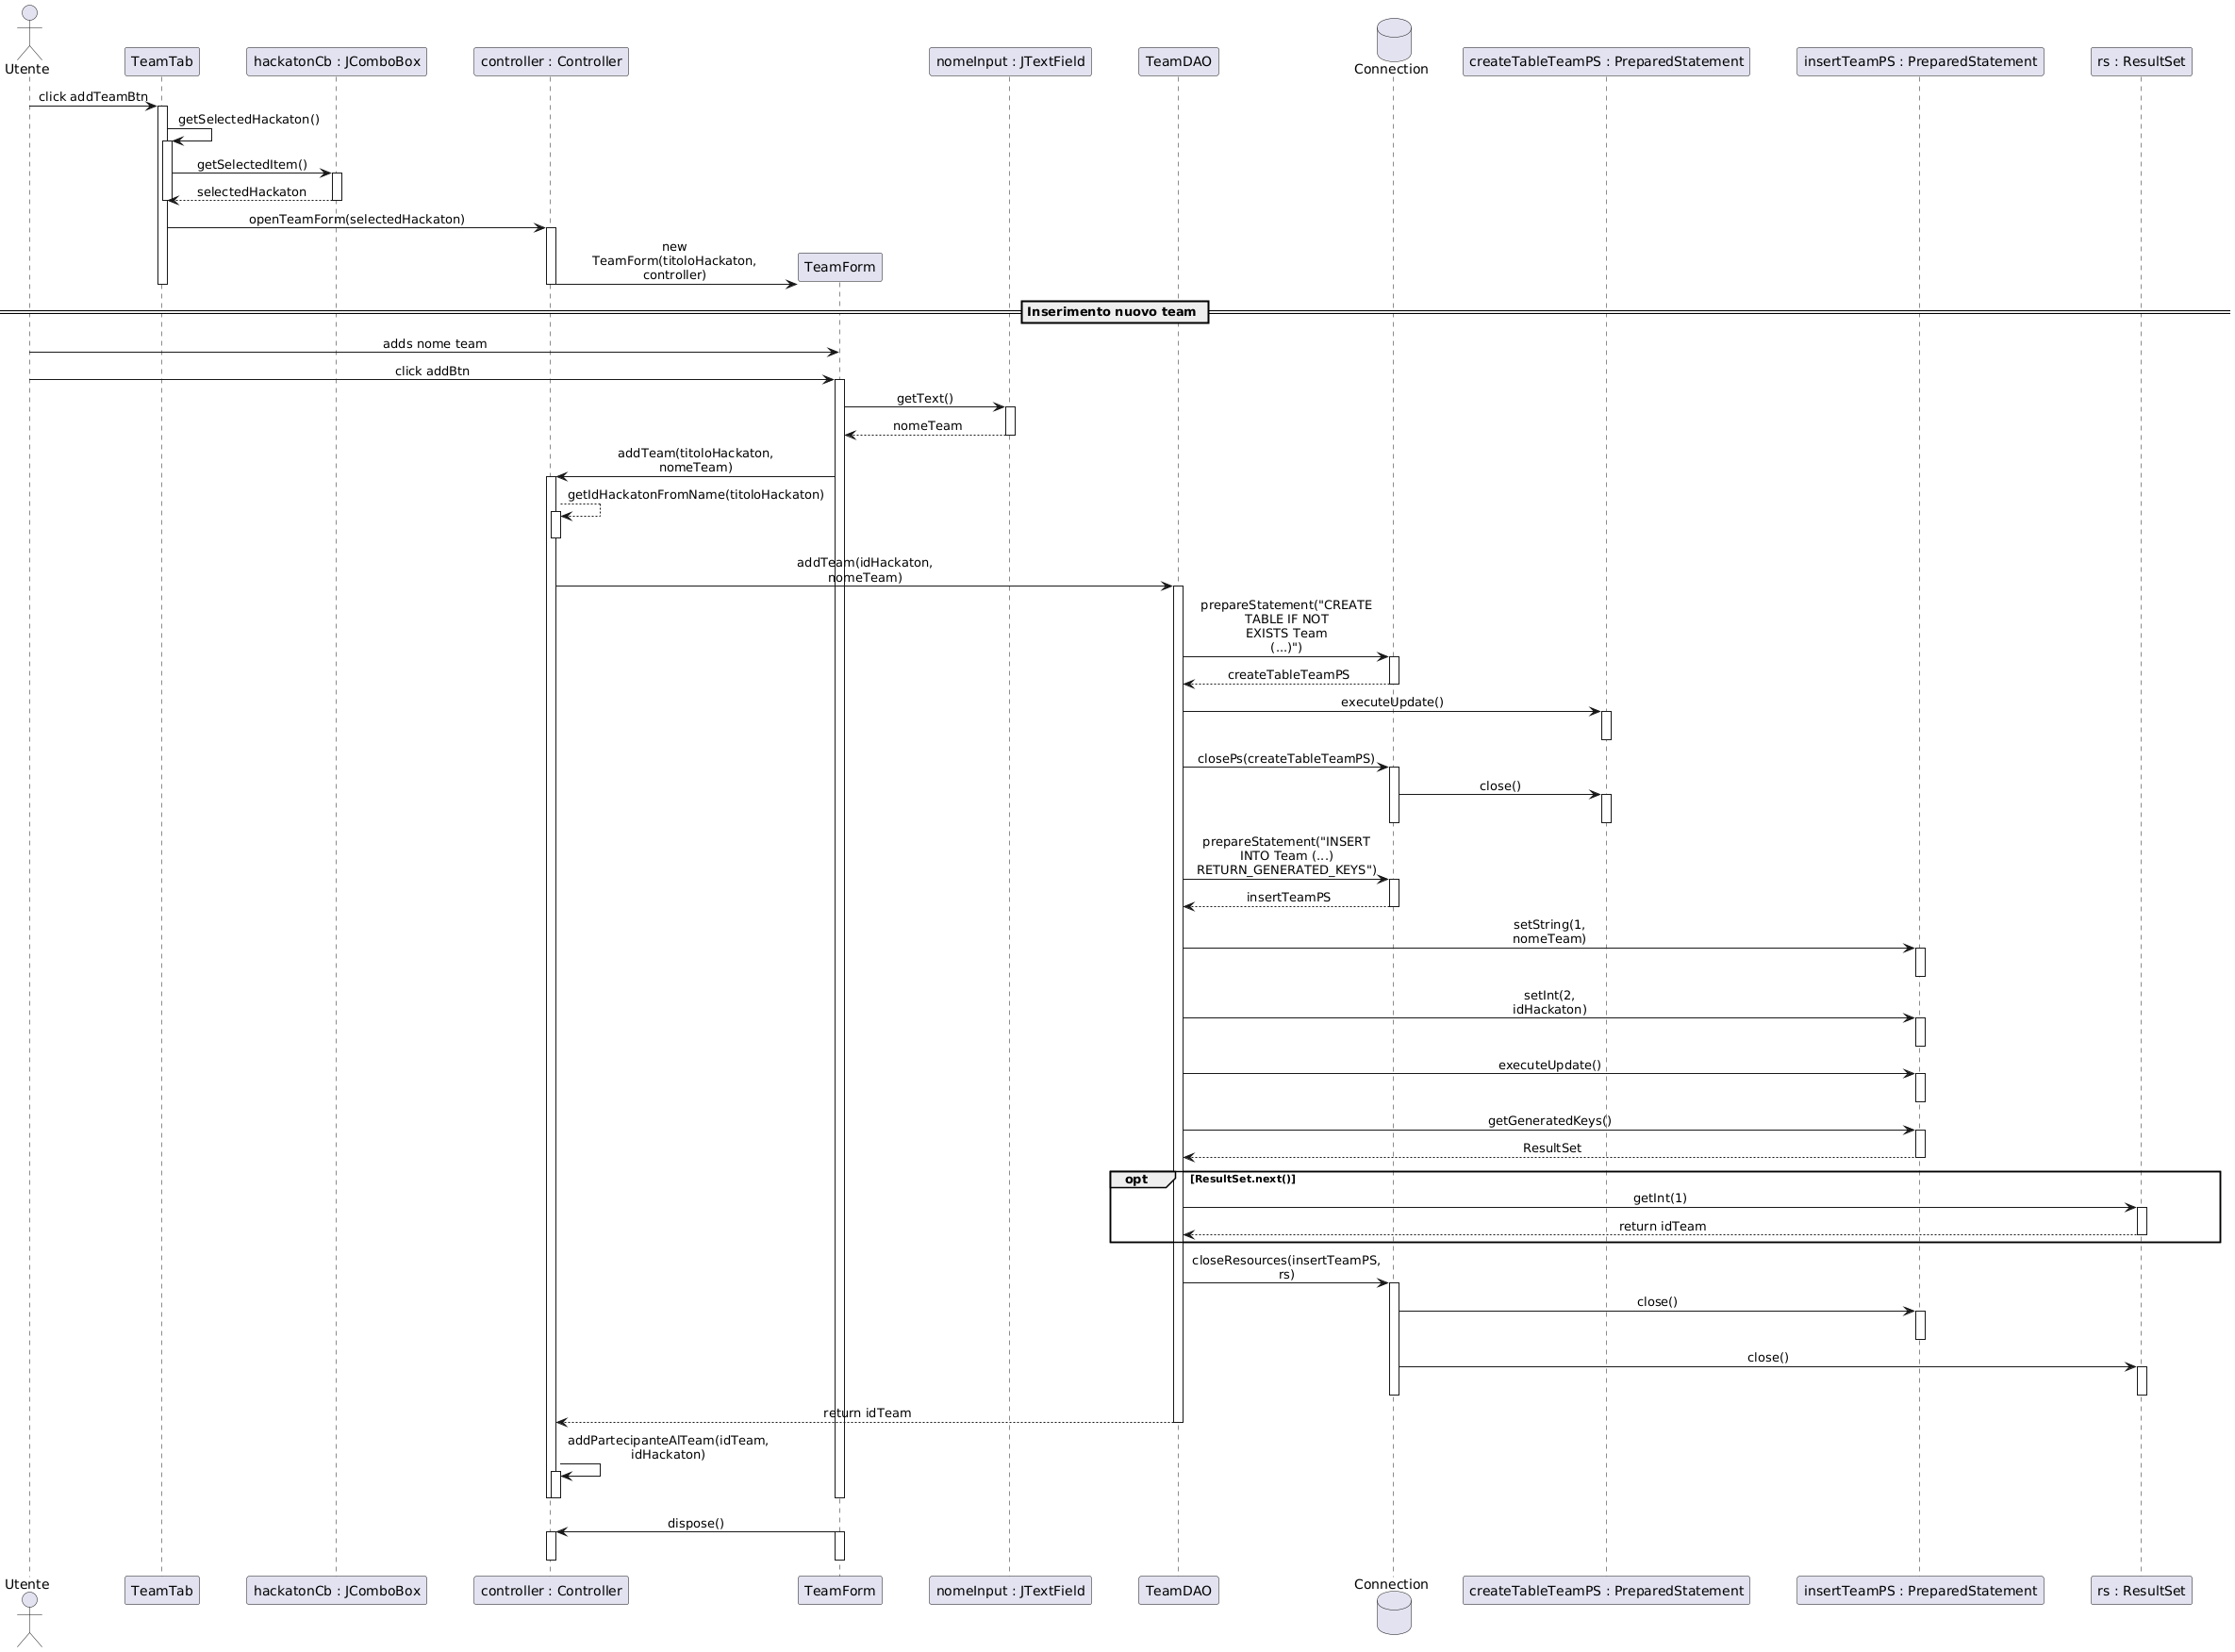 Utente
TeamTab
hackatonCb : JComboBox
controller : Controller
nomeInput : JTextField
TeamDAO
Connection
createTableTeamPS : PreparedStatement
insertTeamPS : PreparedStatement
rs : ResultSet
click addTeamBtn
getSelectedHackaton()
getSelectedItem()
selectedHackaton
openTeamForm(selectedHackaton)
new
TeamForm(titoloHackaton,
controller)
TeamForm
Inserimento nuovo team
adds nome team
click addBtn
getText()
nomeTeam
addTeam(titoloHackaton,
nomeTeam)
getIdHackatonFromName(titoloHackaton)
addTeam(idHackaton,
nomeTeam)
prepareStatement("CREATE
TABLE IF NOT
EXISTS Team
(...)")
createTableTeamPS
executeUpdate()
closePs(createTableTeamPS)
close()
prepareStatement("INSERT
INTO Team (...)
RETURN_GENERATED_KEYS")
insertTeamPS
setString(1,
nomeTeam)
setInt(2,
idHackaton)
executeUpdate()
getGeneratedKeys()
ResultSet
opt [ResultSet.next()]
getInt(1)
return idTeam
closeResources(insertTeamPS,
rs)
close()
close()
return idTeam
addPartecipanteAlTeam(idTeam,
idHackaton)
dispose()
Utente
TeamTab
hackatonCb : JComboBox
controller : Controller
TeamForm
nomeInput : JTextField
TeamDAO
Connection
createTableTeamPS : PreparedStatement
insertTeamPS : PreparedStatement
rs : ResultSet